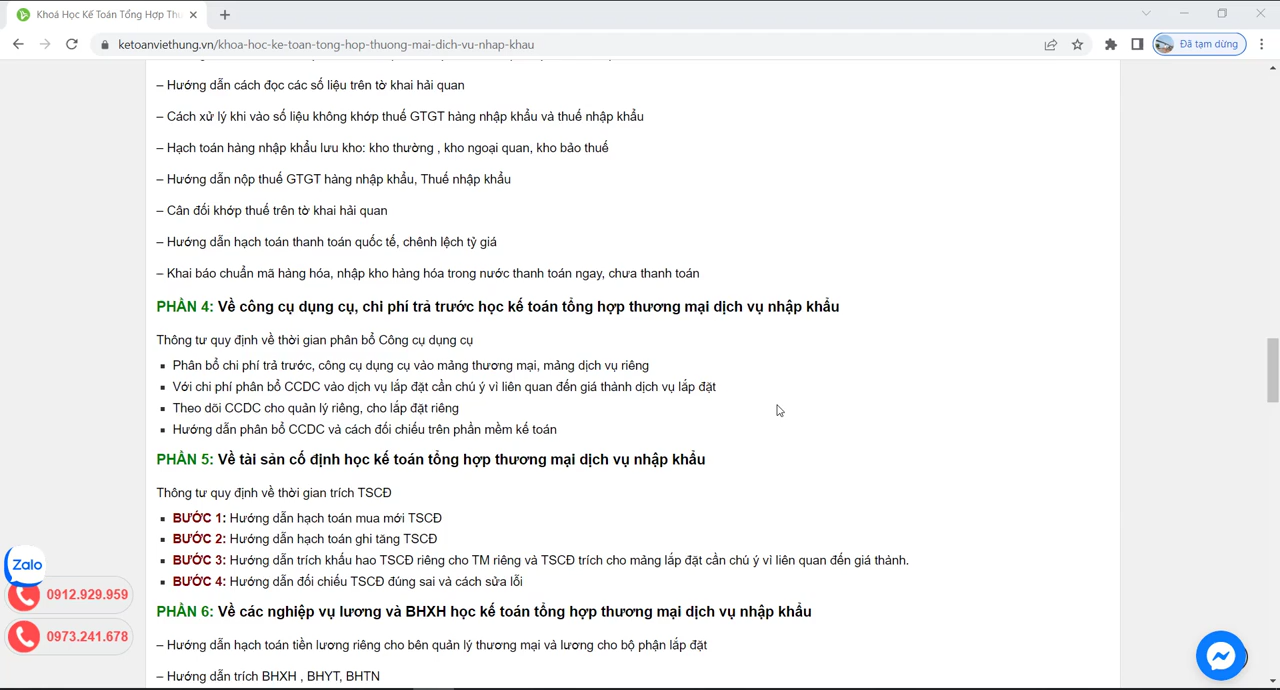 Khoá Học Kế Toán Tổng Hợp Thư
ketoanviethung.vn/khoa-hoc-ke-toan-tong-hop-thuong-mai-dich-vu-nhap-khau
Đã tạm dừng
– Hướng dẫn cách đọc các số liệu trên tờ khai hải quan
– Cách xử lý khi vào số liệu không khớp thuế GTGT hàng nhập khẩu và thuế nhập khẩu
– Hạch toán hàng nhập khẩu lưu kho: kho thường , kho ngoại quan, kho bảo thuế
– Hướng dẫn nộp thuế GTGT hàng nhập khẩu, Thuế nhập khẩu
– Cân đối khớp thuế trên tờ khai hải quan
– Hướng dẫn hạch toán thanh toán quốc tế, chênh lệch tỷ giá
– Khai báo chuẩn mã hàng hóa, nhập kho hàng hóa trong nước thanh toán ngay, chưa thanh toán
PHẦN 4: Về công cụ dụng cụ, chi phí trả trước học kế toán tổng hợp thương mại dịch vụ nhập khẩu
Thông tư quy định về thời gian phân bổ Công cụ dụng cụ
▪ Phân bổ chi phí trả trước, công cụ dụng cụ vào mảng thương mại, mảng dịch vụ riêng
▪ Với chi phí phân bổ CCDC vào dịch vụ lắp đặt cần chú ý vì liên quan đến giá thành dịch vụ lắp đặt
▪ Theo dõi CCDC cho quản lý riêng, cho lắp đặt riêng
▪ Hướng dẫn phân bổ CCDC và cách đối chiếu trên phần mềm kế toán
PHẦN 5: Về tài sản cố định học kế toán tổng hợp thương mại dịch vụ nhập khẩu
Thông tư quy định về thời gian trích TSCĐ
▪ BƯỚC 1: Hướng dẫn hạch toán mua mới TSCĐ
▪ BƯỚC 2: Hướng dẫn hạch toán ghi tăng TSCĐ
▪ BƯỚC 3: Hướng dẫn trích khấu hao TSCĐ riêng cho TM riêng và TSCĐ trích cho mảng lắp đặt cần chú ý vì liên quan đến giá thành.
▪ BƯỚC 4: Hướng dẫn đối chiếu TSCĐ đúng sai và cách sửa lỗi
PHẦN 6: Về các nghiệp vụ lương và BHXH học kế toán tổng hợp thương mại dịch vụ nhập khẩu
– Hướng dẫn hạch toán tiền lương riêng cho bên quản lý thương mại và lương cho bộ phận lắp đặt
– Hướng dẫn trích BHXH , BHYT, BHTN
Zalo
0912.929.959
0973.241.678